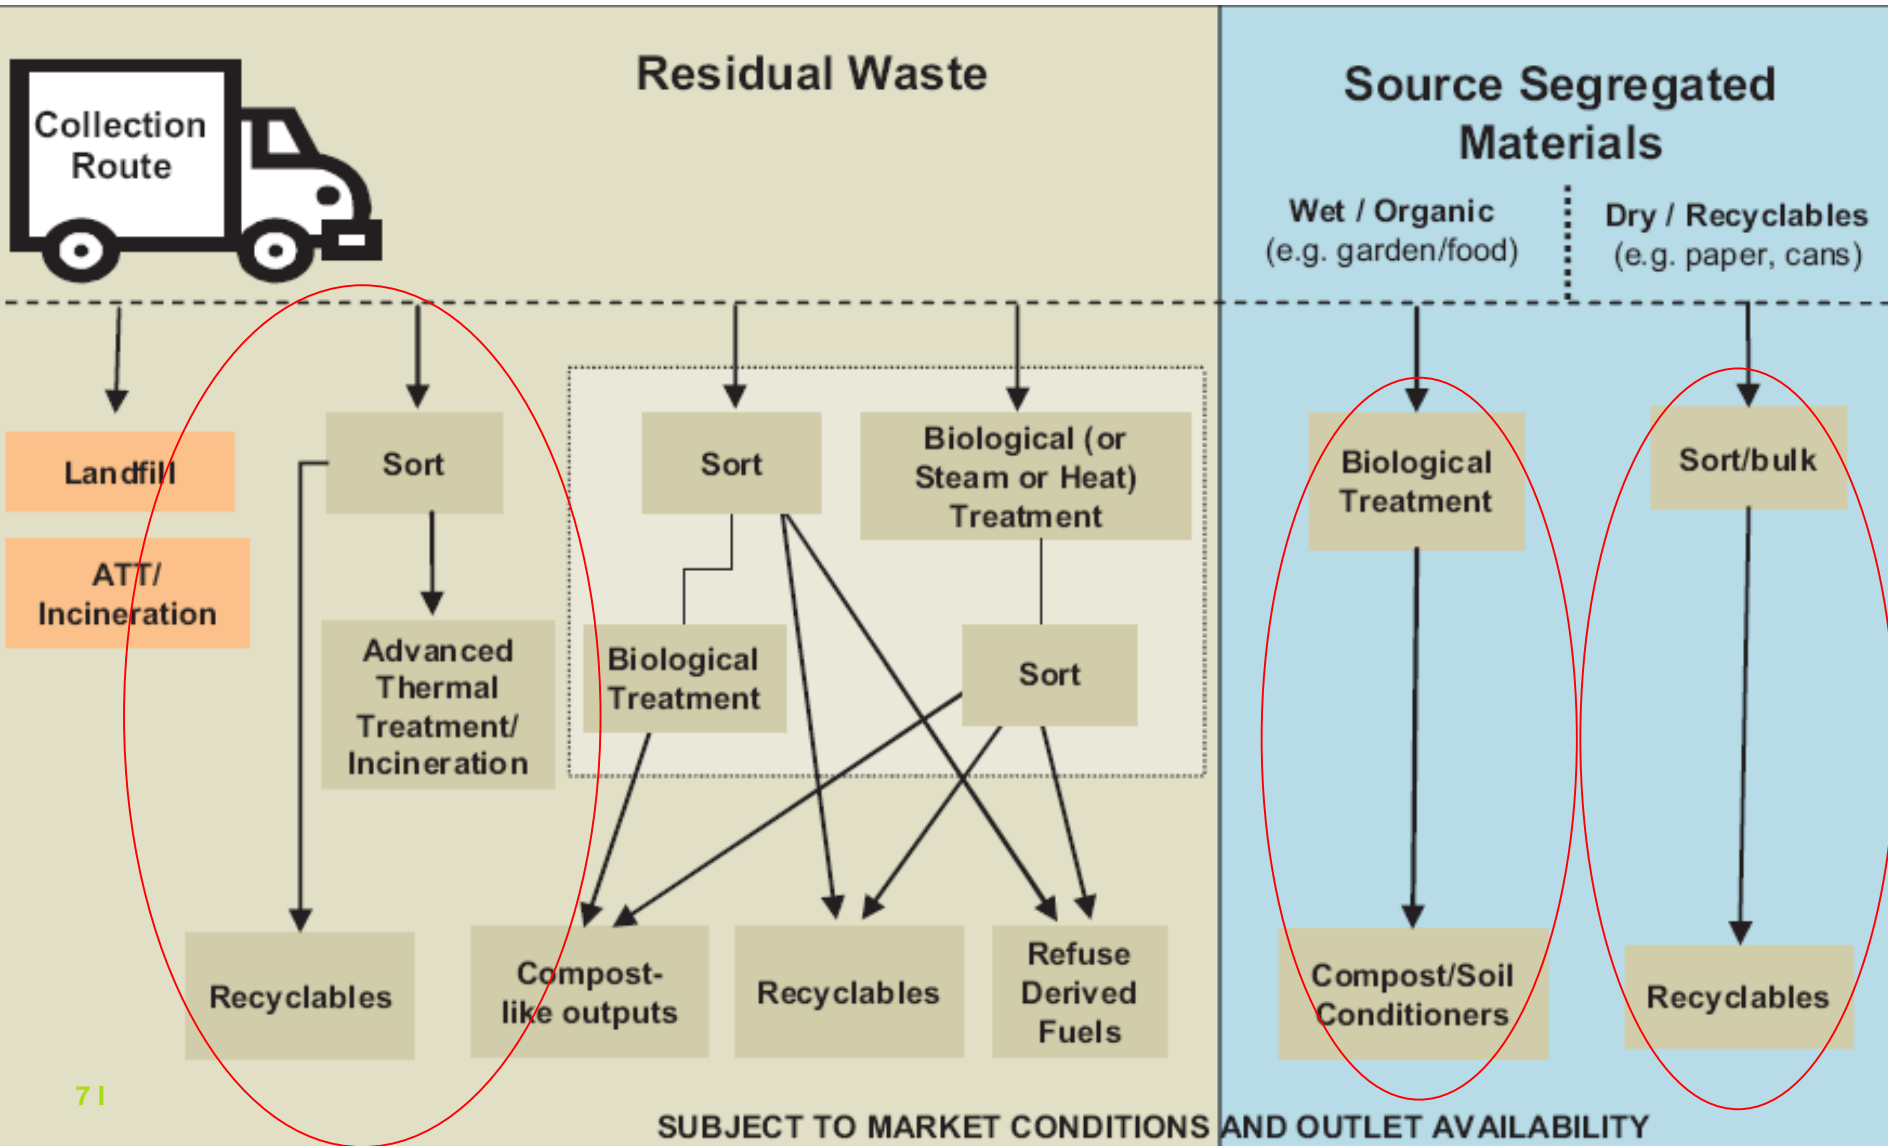 Collection
Route
Residual Waste
Source Segregated
Materials
Wet / Organic
(e.g. garden/food)
Dry / Recyclables
(e.g. paper, cans)
Landfill
ATT/
Incineration
Sort
Advanced
Thermal
Treatment/
Incineration
Sort
Biological
Treatment
Biological (or
Steam or Heat)
Treatment
Sort
Biological
Treatment
Sort/bulk
Recyclables
Compost-
like outputs
Recyclables
Refuse
Derived
Fuels
Compost/Soil
Conditioners
Recyclables
7 I
SUBJECT TO MARKET CONDITIONS AND OUTLET AVAILABILITY